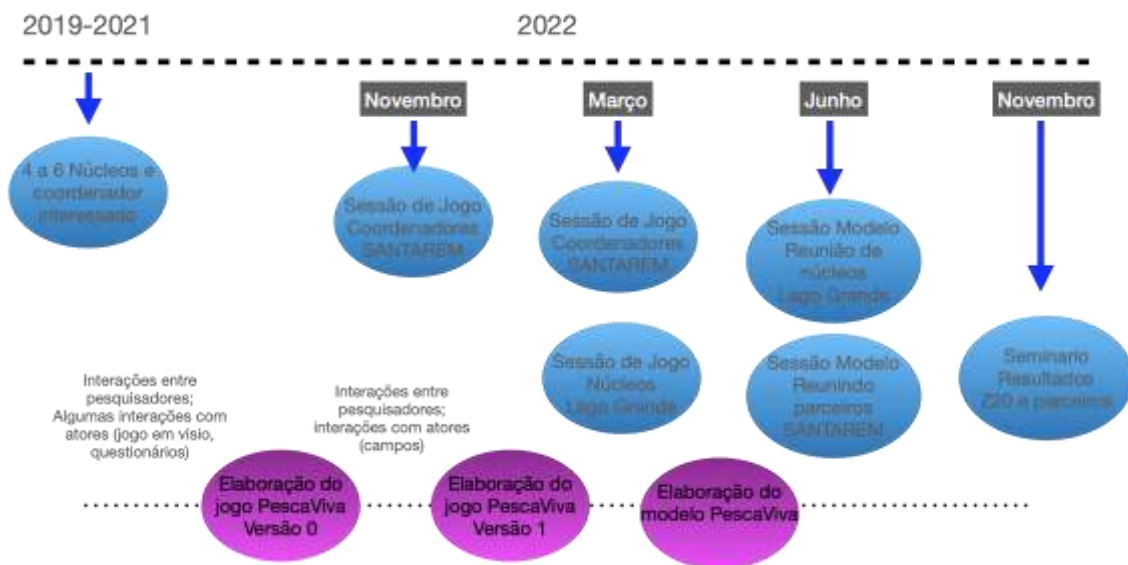 2019-2021
2022
Novembro
Março
Junho
Novembro
4 a 6 Núcleos e
coordenador
interessado
Sessão de Jogo
Coordenadores
SANTAREM
Sessão de Jogo
Coordenadores
SANTAREM
Sessão Modelo
Reunião de
núcleos
Lago Grande
Sessão de Jogo
Núcleos
Lago Grande
Sessão Modelo
Reunindo
parceiros
SANTAREM
Seminario
Resultados
Z20 e parceiros
Interações entre
pesquisadores;
Algumas interações com
atores (jogo em visio,
questionários)
Interações entre
pesquisadores;
interações com atores
(campos)
Elaboração do
jogo PescaViva
Versão 0
Elaboração do
jogo PescaViva
Versão 1
Elaboração do
modelo PescaViva